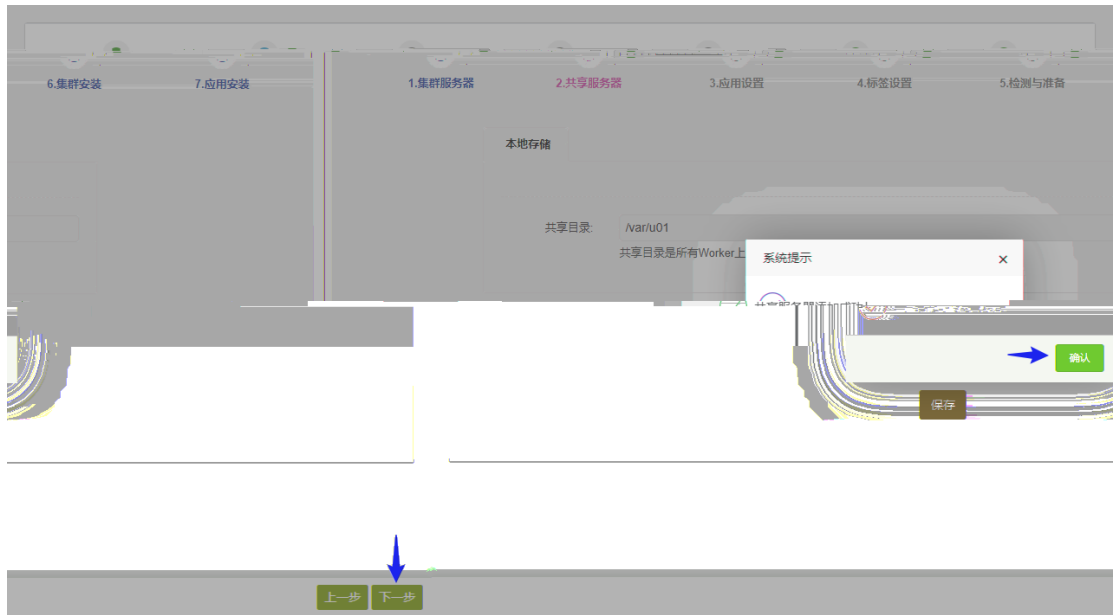 6.集群安装 7.应用安装 1.集群服务器 2.共享服务器 3.应用设置 4.标签设置 5.检测与准备
本地存储
共享目录: /var/u01
共享目录是所有Worker上
系统提示 ×
确认
保存
上一步 下一步